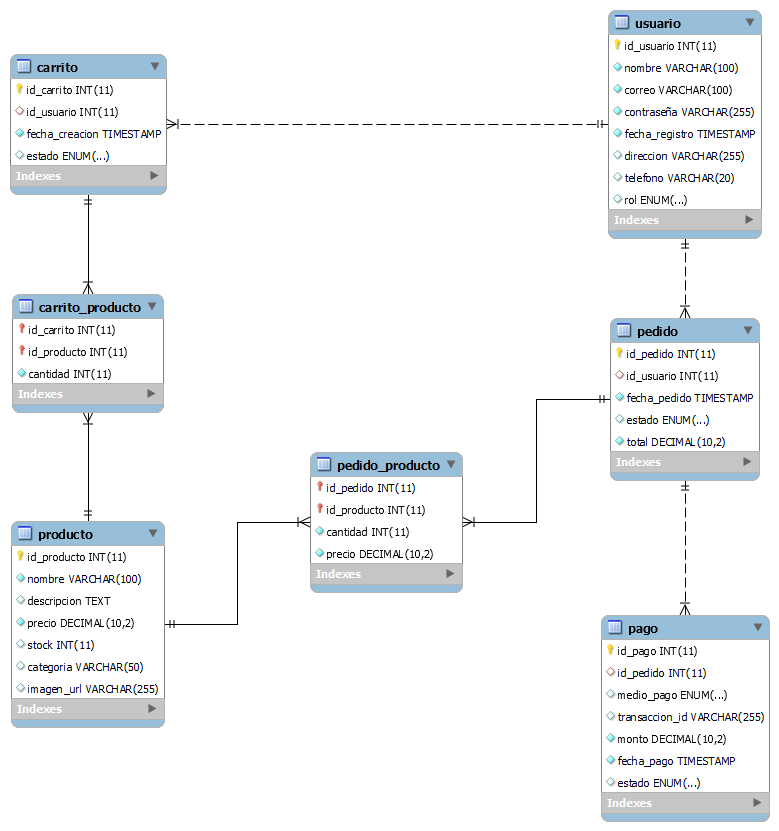 usuario
id_usuario INT(11)
nombre VARCHAR(100)
correo VARCHAR(100)
contraseña VARCHAR(255)
fecha_registro TIMESTAMP
direccion VARCHAR(255)
telefono VARCHAR(20)
rol ENUM(...)
Indexes
carrito
id_carrito INT(11)
id_usuario INT(11)
fecha_creacion TIMESTAMP
estado ENUM(...)
Indexes
carrito_producto
id_carrito INT(11)
id_producto INT(11)
cantidad INT(11)
Indexes
pedido
id_pedido INT(11)
id_usuario INT(11)
fecha_pedido TIMESTAMP
estado ENUM(...)
total DECIMAL(10,2)
Indexes
pedido_producto
id_pedido INT(11)
id_producto INT(11)
cantidad INT(11)
precio DECIMAL(10,2)
Indexes
producto
id_producto INT(11)
nombre VARCHAR(100)
descripcion TEXT
precio DECIMAL(10,2)
stock INT(11)
categoria VARCHAR(50)
imagen_url VARCHAR(255)
Indexes
pago
id_pago INT(11)
id_pedido INT(11)
medio_pago ENUM(...)
transaccion_id VARCHAR(255)
monto DECIMAL(10,2)
fecha_pago TIMESTAMP
estado ENUM(...)
Indexes